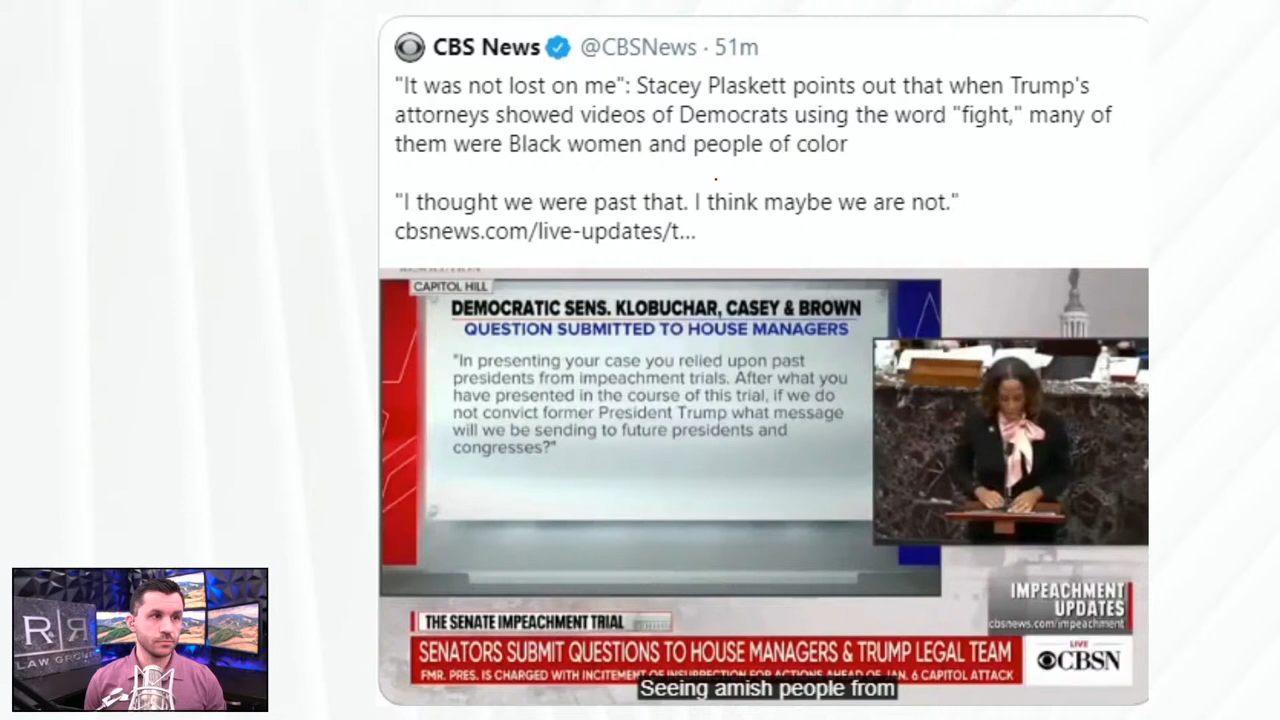 CBS News @CBSNews · 51m
"It was not lost on me": Stacey Plaskett points out that when Trump's
attorneys showed videos of Democrats using the word "fight," many of
them were Black women and people of color
"I thought we were past that. I think maybe we are not."
cbsnews.com/live-updates/t...
RESOLUTION
CAPITOL HILL
DEMOCRATIC SENS. KLOBUCHAR, CASEY & BROWN
QUESTION SUBMITTED TO HOUSE MANAGERS
"In presenting your case you relied upon past
presidents from impeachment trials. After what you
have presented in the course of this trial, if we do
not convict former President Trump what message
will we be sending to future presidents and
congresses?"
IMPEACHMENT
UPDATES
cbsnews.com/impeachment
THE SENATE IMPEACHMENT TRIAL
SENATORS SUBMIT QUESTIONS TO HOUSE MANAGERS & TRUMP LEGAL TEAM
FMR. PRES. IS CHARGED WITH INCITEMENT OF INSURRECTION FOR ACTIONS AHEAD OF JAN. 6 CAPITOL ATTACK
LIVE
CBSN
Seeing amish people from
R|R
LAW GROUP